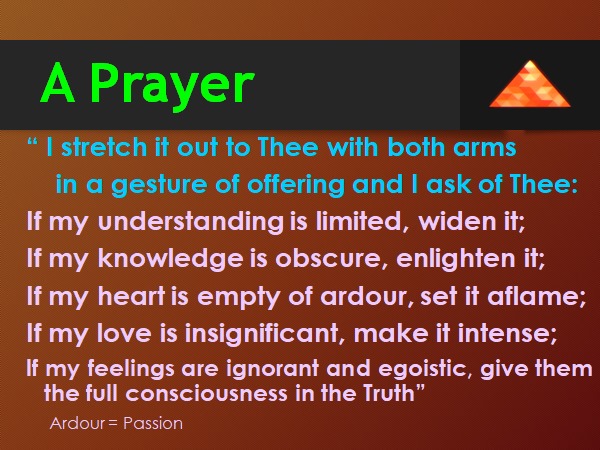 A Prayer
“ I stretch it out to Thee with both arms
in a gesture of offering and I ask of Thee:
If my understanding is limited, widen it;
If my knowledge is obscure, enlighten it;
If my heart is empty of ardour, set it aflame;
If my love is insignificant, make it intense;
If my feelings are ignorant and egoistic, give them
the full consciousness in the Truth”
Ardour = Passion